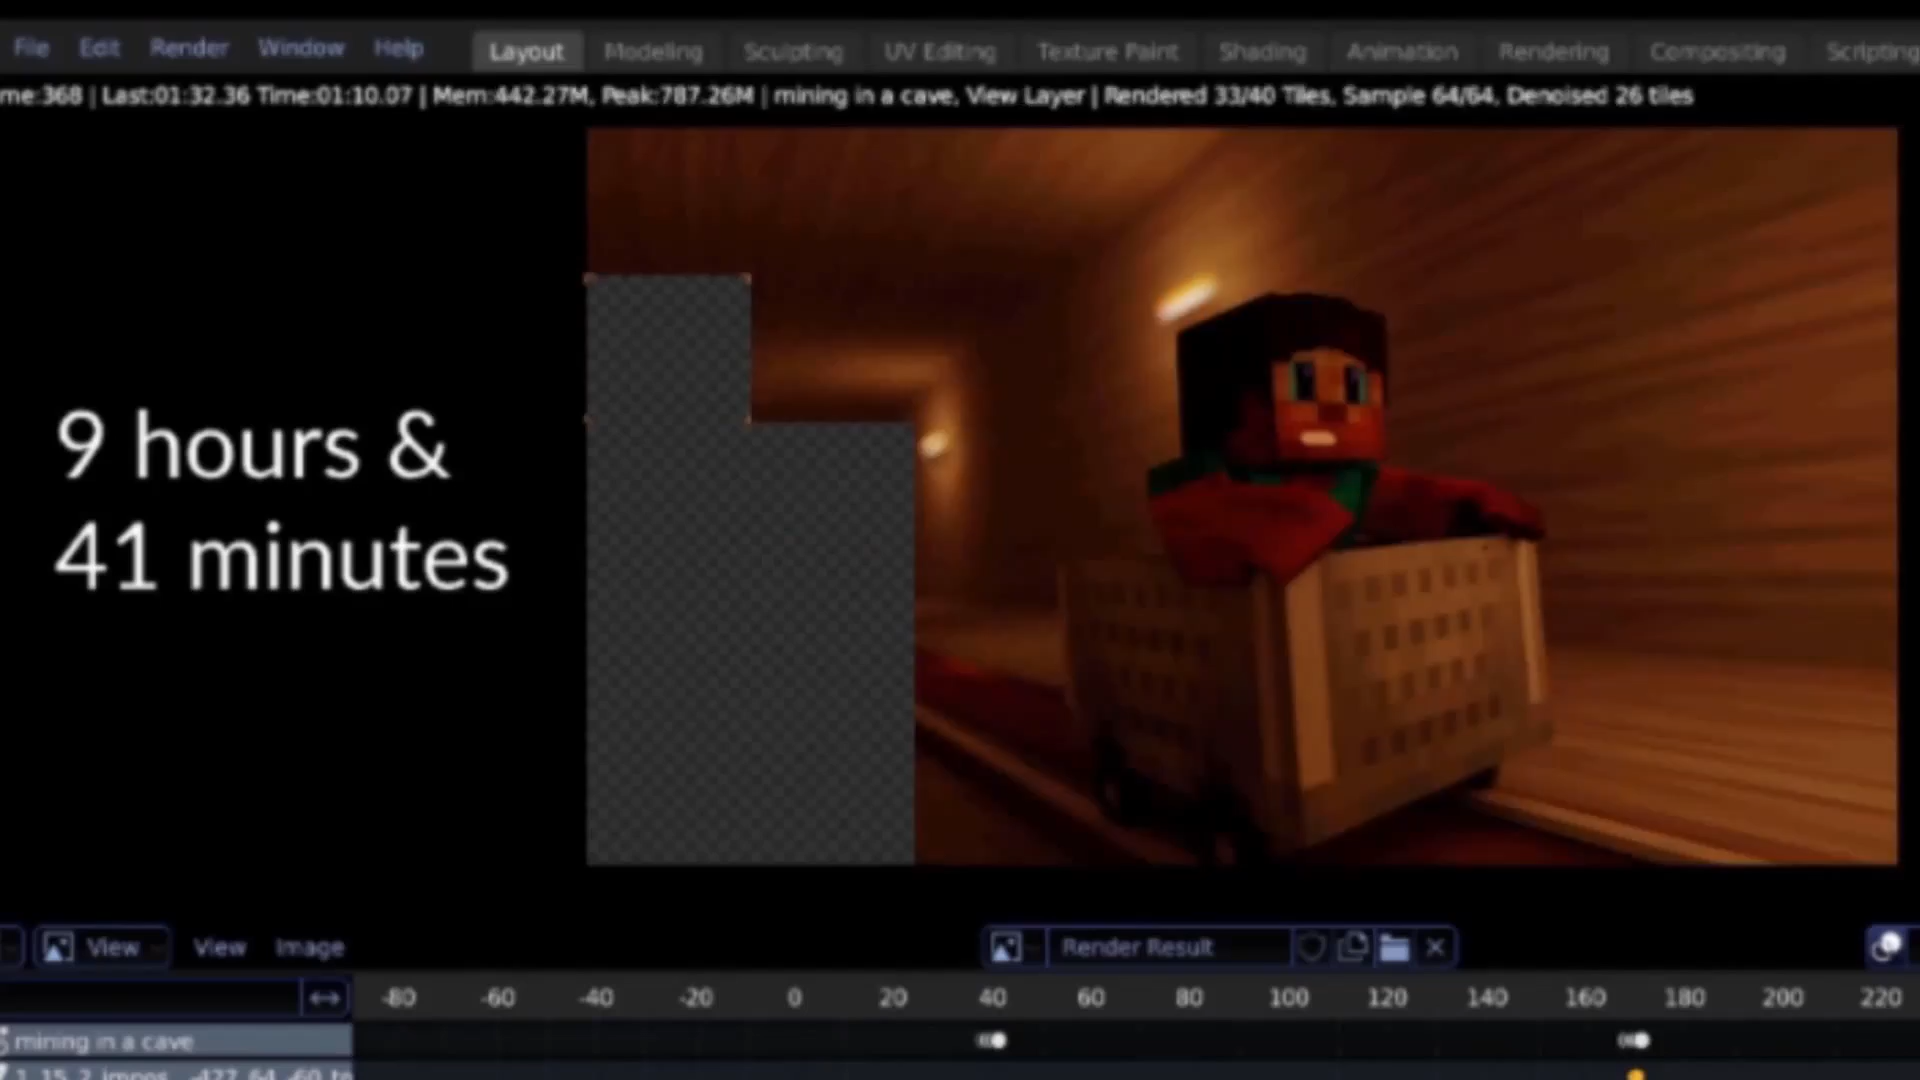 File Edit Render Window Help Layout Modeling Sculpting UV Editing Texture Paint Shading Animation Rendering Compositing Scripting
me:368 | Last:01:32.36 Time:01:10.07 | Mem:442.27M, Peak:787.26M | mining in a cave, View Layer | Rendered 33/40 Tiles, Sample 64/64, Denoised 26 tiles
9 hours &
41 minutes
View View Image Render Result
-80 -60 -40 -20 0 20 40 60 80 100 120 140 160 180 200 220
mining in a cave